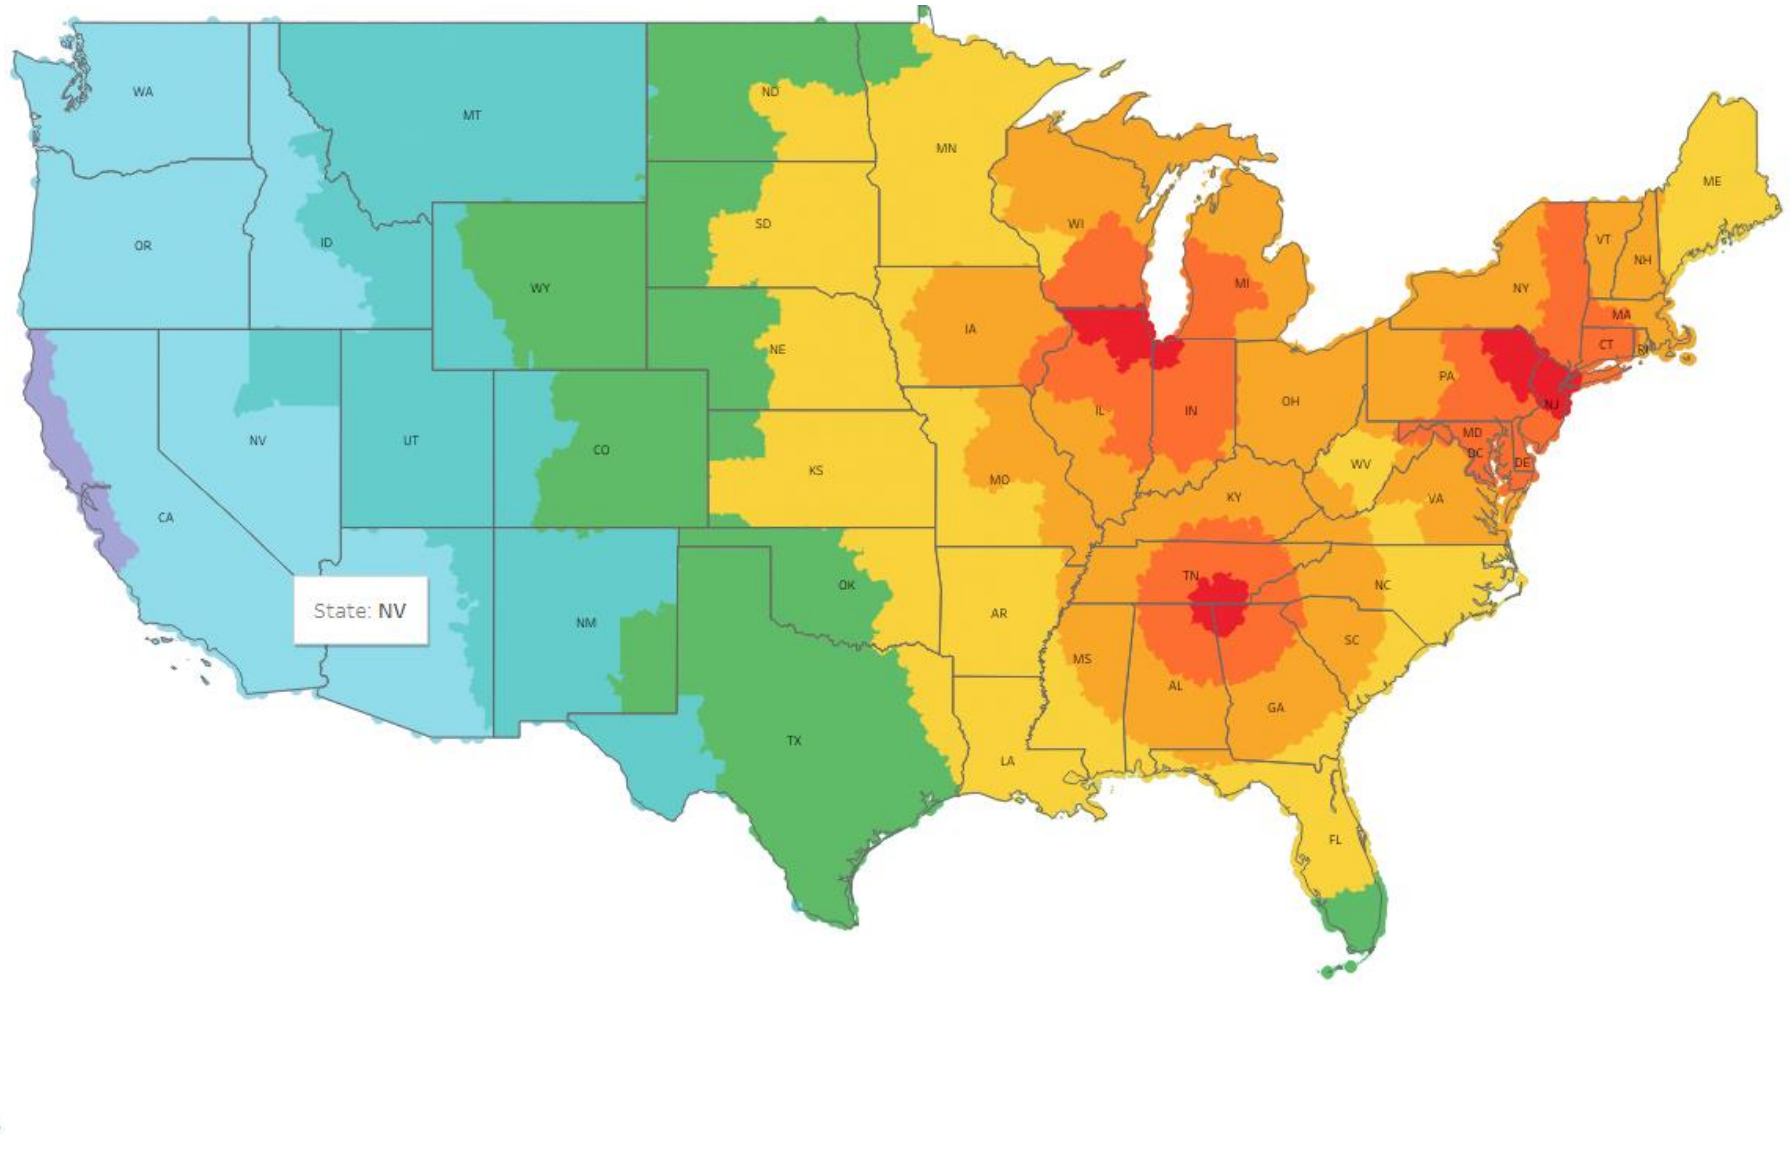 WA
MT
ND
MN
ME
OR
ID
SD
WI
VT
NH
WY
MI
NY
MA
IA
CT
RI
NE
PA
OH
NJ
IL
IN
NV
UT
CO
KS
MO
WV
MD
DC
DE
KY
VA
CA
TN
OK
NC
State: NV
AR
NM
SC
MS
AL
GA
TX
LA
FL